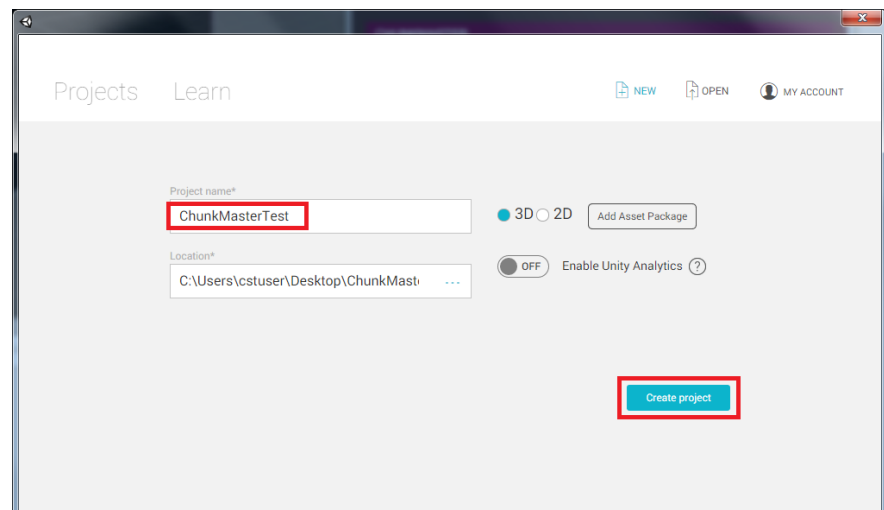 Projects Learn NEW OPEN MY ACCOUNT
Project name*
ChunkMasterTest 3D 2D Add Asset Package
Location*
C:\Users\cstuser\Desktop\ChunkMast ... OFF Enable Unity Analytics ?
Create project